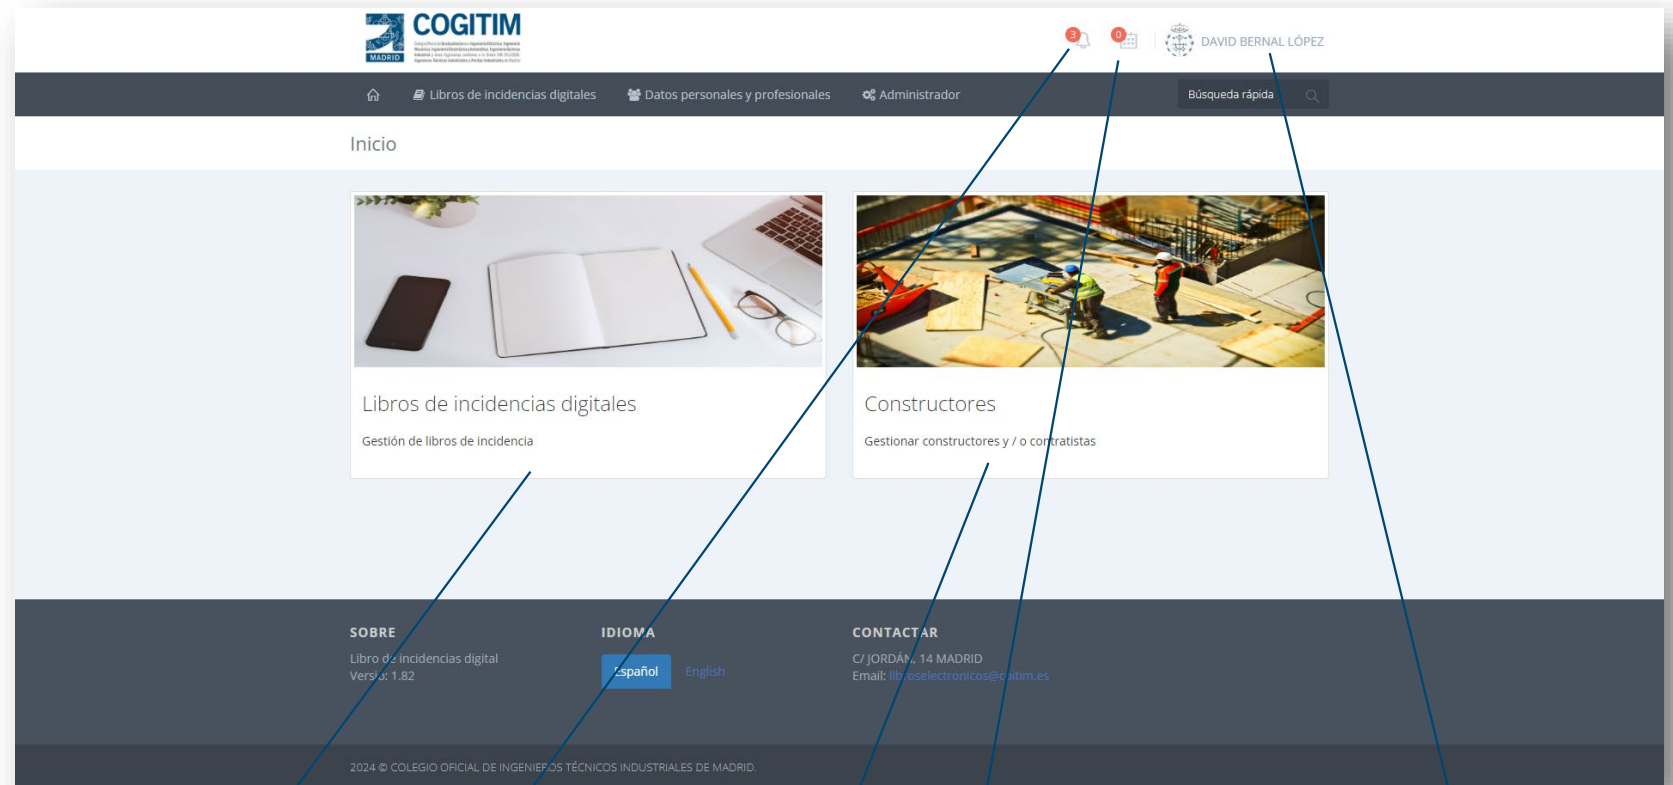 COGITIM
MADRID
3
0
DAVID BERNAL LÓPEZ
Libros de incidencias digitales
Datos personales y profesionales
Administrador
Búsqueda rápida
Inicio
Libros de incidencias digitales
Gestión de libros de incidencia
Constructores
Gestionar constructores y / o contratistas
SOBRE
Libro de incidencias digital
Versió: 1.82
IDIOMA
Español
English
CONTACTAR
C/ JORDÁN, 14 MADRID
Email: libroselectronicos@coitim.es
2024 © COLEGIO OFICIAL DE INGENIEROS TÉCNICOS INDUSTRIALES DE MADRID.